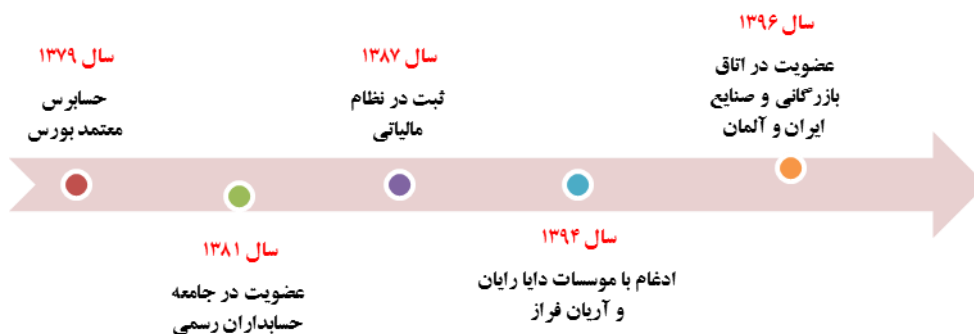 سال ۱۳۷۹
حسابرس
معتمد بورس
سال ۱۳۸۱
عضویت در جامعه
حسابداران رسمی
سال ۱۳۸۷
ثبت در نظام
مالیاتی
سال ۱۳۹۴
ادغام با موسسات دایا رایان
و آریان فراز
سال ۱۳۹۶
عضویت در اتاق
بازرگانی و صنایع
ایران و آلمان